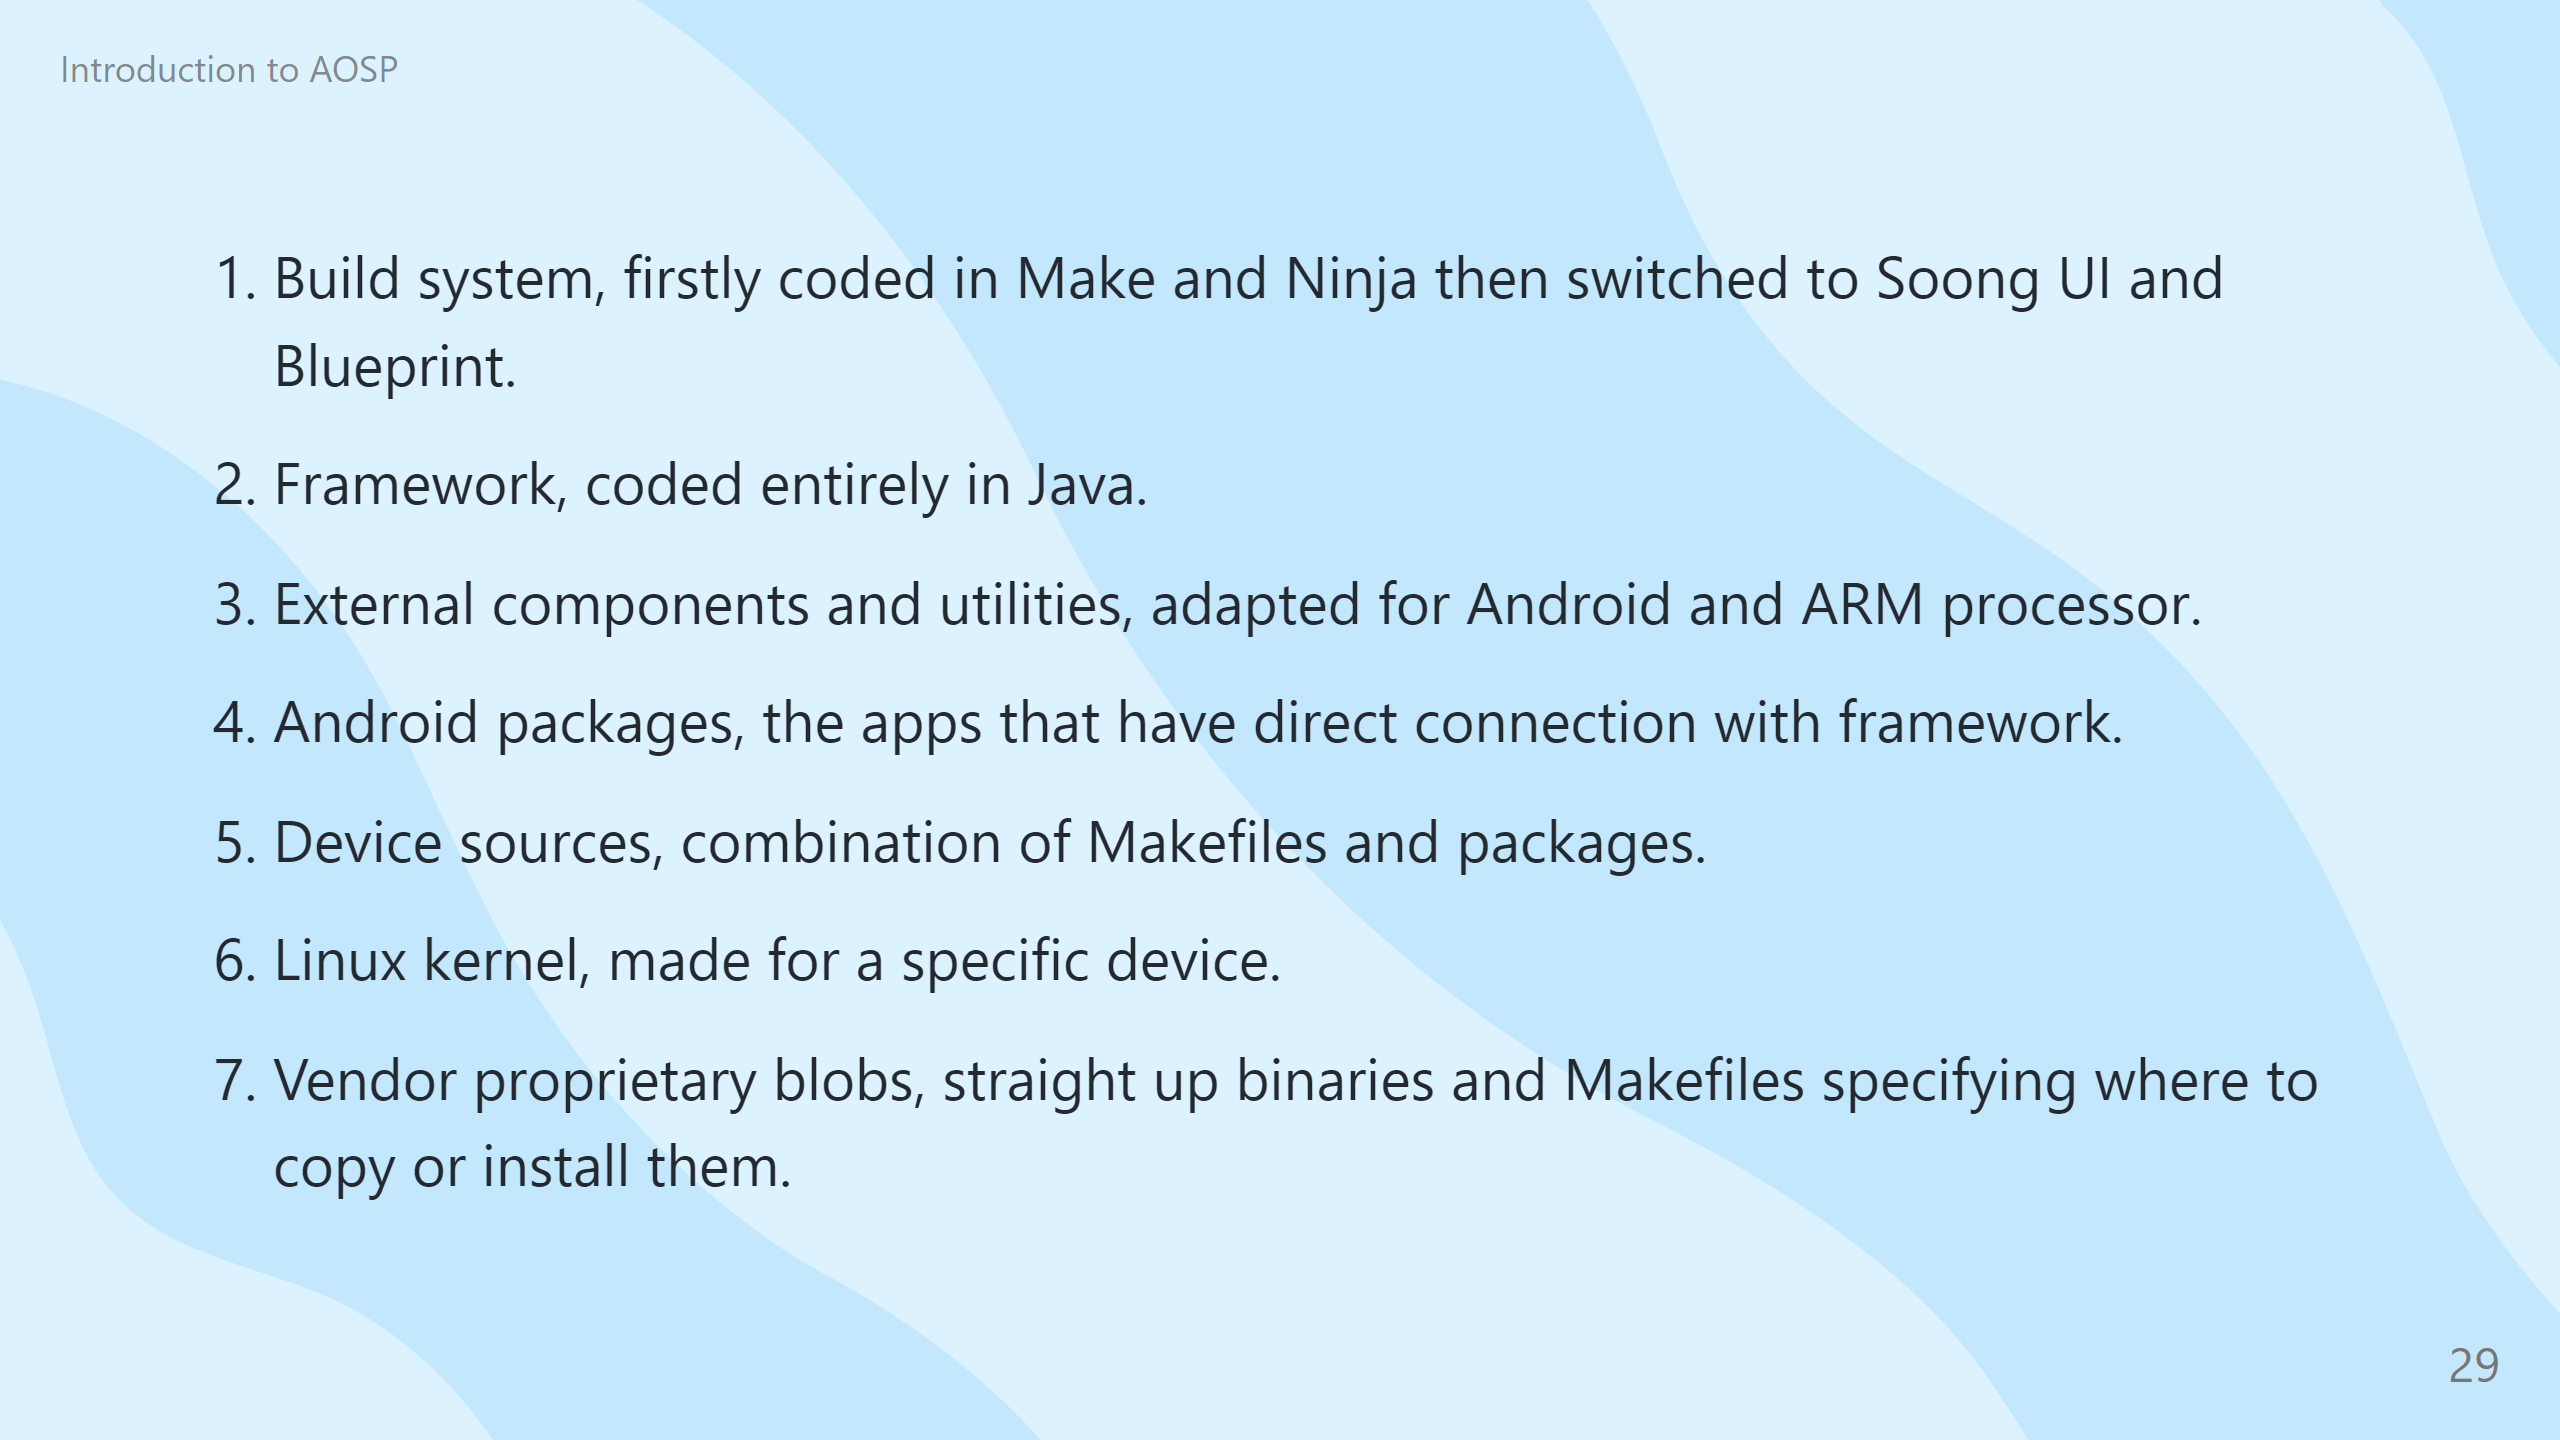 Introduction to AOSP
1. Build system, firstly coded in Make and Ninja then switched to Soong UI and
Blueprint.
2. Framework, coded entirely in Java.
3. External components and utilities, adapted for Android and ARM processor.
4. Android packages, the apps that have direct connection with framework.
5. Device sources, combination of Makefiles and packages.
6. Linux kernel, made for a specific device.
7. Vendor proprietary blobs, straight up binaries and Makefiles specifying where to
copy or install them.
29